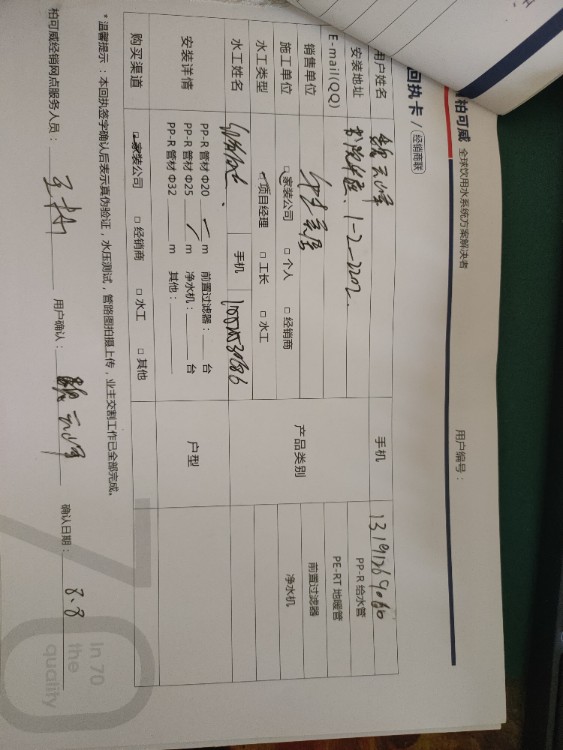 柏可威 全球饮用水系统方案解决者
回执卡 / 经销商联
用户编号：
用户姓名 手机
安装地址 1-2-2202
E-mail(QQ)
销售单位
施工单位 家装公司 个人 经销商
水工类型 项目经理 工长 水工
水工姓名 手机
产品类别
PP-R 给水管
PE-RT 地暖管
前置过滤器
净水机
安装详情
PP-R 管材 Φ20 m 前置过滤器： 台
PP-R 管材 Φ25 m 净水机： 台
PP-R 管材 Φ32 m 其他：
户型
购买渠道 家装公司 经销商 水工 其他
*温馨提示：本回执签字确认后表示真伪验证，水压测试，管路图拍摄上传，业主交割工作已全部完成。
柏可威经销网点服务人员： 用户确认： 确认日期： 8.8
In 70
the
quality